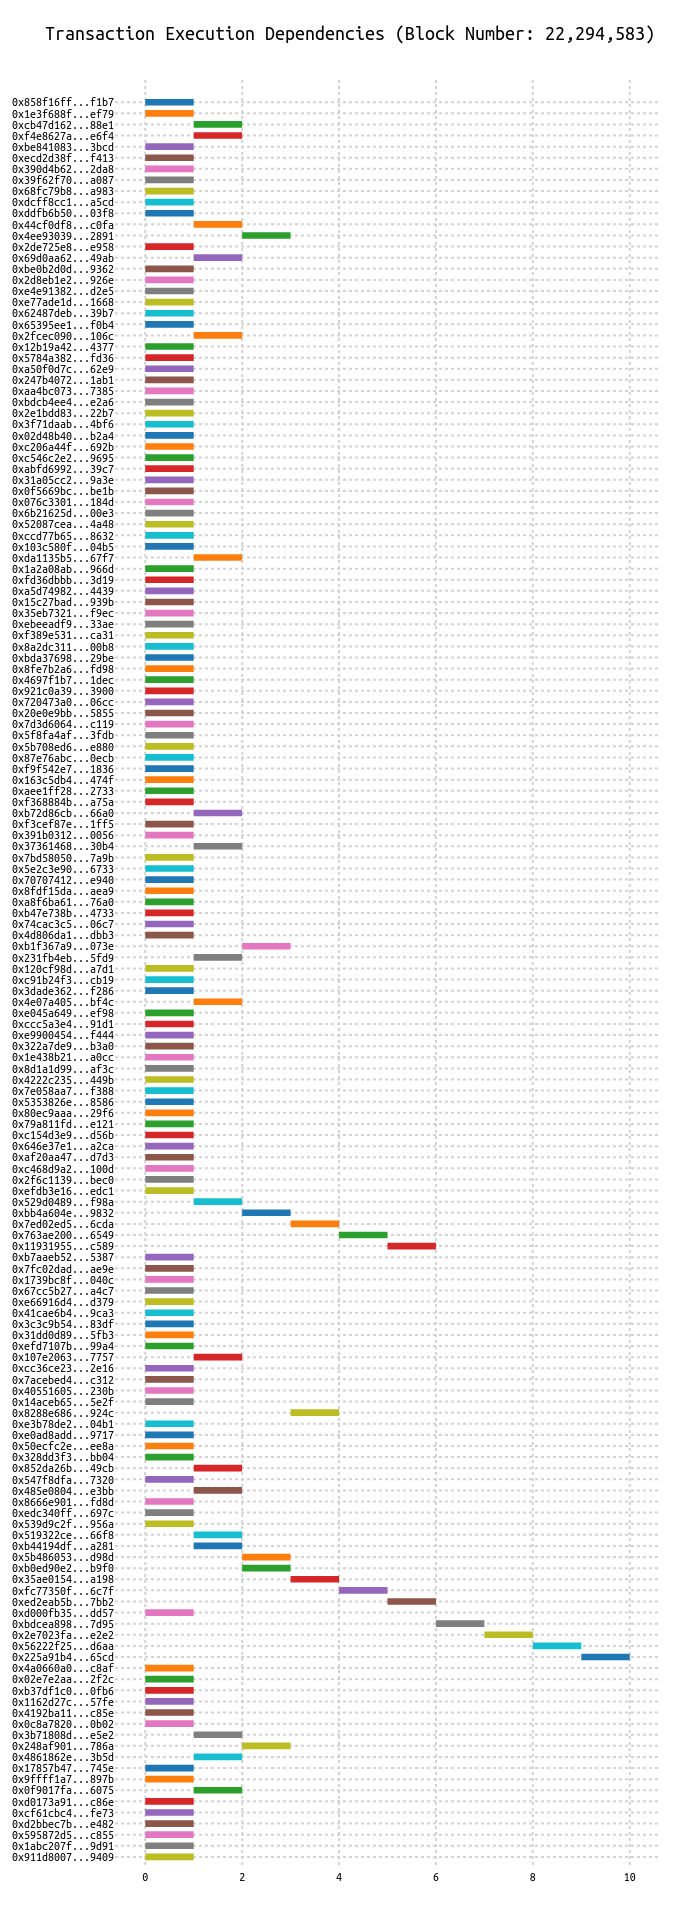 Transaction Execution Dependencies (Block Number: 22,294,583)
0x858f16ff...f1b7
0x1e3f688f...ef79
0xcb47d162...88e1
0xf4e8627a...e6f4
0xbe841083...3bcd
0xecd2d38f...f413
0x390d4b62...2da8
0x39f62f70...a087
0x68fc79b8...a983
0xdcff8cc1...a5cd
0xddfb6b50...03f8
0x44cf0df8...c0fa
0x4ee93039...2891
0x2de725e8...e958
0x69d0aa62...49ab
0xbe0b2d0d...9362
0x2d8eb1e2...926e
0xe4e91382...d2e5
0xe77ade1d...1668
0x62487deb...39b7
0x65395ee1...f0b4
0x2fcec090...106c
0x12b19a42...4377
0x5784a382...fd36
0xa50f0d7c...62e9
0x247b4072...1ab1
0xaa4bc073...7385
0xbdcb4ee4...e2a6
0x2e1bdd83...22b7
0x3f71daab...4bf6
0x02d48b40...b2a4
0xc206a44f...692b
0xc546c2e2...9695
0xabfd6992...39c7
0x31a05cc2...9a3e
0x0f5669bc...be1b
0x076c3301...184d
0x6b21625d...00e3
0x52087cea...4a48
0xccd77b65...8632
0x103c580f...04b5
0xda1135b5...67f7
0x1a2a08ab...966d
0xfd36dbbb...3d19
0xa5d74982...4439
0x15c27bad...939b
0x35eb7321...f9ec
0xebeeadf9...33ae
0xf389e531...ca31
0x8a2dc311...00b8
0xbda37698...29be
0x8fe7b2a6...fd98
0x4697f1b7...1dec
0x921c0a39...3900
0x720473a0...06cc
0x20e0e9bb...5855
0x7d3d6064...c119
0x5f8fa4af...3fdb
0x5b708ed6...e880
0x87e76abc...0ecb
0xf9f542e7...1836
0x163c5db4...474f
0xaee1ff28...2733
0xf368884b...a75a
0xb72d86cb...66a0
0xf3cef87e...1ff5
0x391b0312...0056
0x37361468...30b4
0x7bd58050...7a9b
0x5e2c3e90...6733
0x70707412...e940
0x8fdf15da...aea9
0xa8f6ba61...76a0
0xb47e738b...4733
0x74cac3c5...06c7
0x4d806da1...dbb3
0xb1f367a9...073e
0x231fb4eb...5fd9
0x120cf98d...a7d1
0xc91b24f3...cb19
0x3dade362...f286
0x4e07a405...bf4c
0xe045a649...ef98
0xccc5a3e4...91d1
0xe9900454...f444
0x322a7de9...b3a0
0x1e438b21...a0cc
0x8d1a1d99...af3c
0x4222c235...449b
0x7e058aa7...f388
0x5353826e...8586
0x80ec9aaa...29f6
0x79a811fd...e121
0xc154d3e9...d56b
0x646e37e1...a2ca
0xaf20aa47...d7d3
0xc468d9a2...100d
0x2f6c1139...bec0
0xefdb3e16...edc1
0x529d0489...f98a
0xbb4a604e...9832
0x7ed02ed5...6cda
0x763ae200...6549
0x11931955...c589
0xb7aaeb52...5387
0x7fc02dad...ae9e
0x1739bc8f...040c
0x67cc5b27...a4c7
0xe66916d4...d379
0x41cae6b4...9ca3
0x3c3c9b54...83df
0x31dd0d89...5fb3
0xefd7107b...99a4
0x107e2063...7757
0xcc36ce23...2e16
0x7acebed4...c312
0x40551605...230b
0x14aceb65...5e2f
0x8288e686...924c
0xe3b78de2...04b1
0xe0ad8add...9717
0x50ecfc2e...ee8a
0x328dd3f3...bb04
0x852da26b...49cb
0x547f8dfa...7320
0x485e0804...e3bb
0x8666e901...fd8d
0xedc340ff...697c
0x539d9c2f...956a
0x519322ce...66f8
0xb44194df...a281
0x5b486053...d98d
0xb0ed90e2...b9f0
0x35ae0154...a198
0xfc77350f...6c7f
0xed2eab5b...7bb2
0xd000fb35...dd57
0xbdcea898...7d95
0x2e7023fa...e2e2
0x56222f25...d6aa
0x225a91b4...65cd
0x4a0660a0...c8af
0x02e7e2aa...2f2c
0xb37df1c0...0fb6
0x1162d27c...57fe
0x4192ba11...c85e
0x0c8a7820...0b02
0x3b71808d...e5e2
0x248af901...786a
0x4861862e...3b5d
0x17857b47...745e
0x9ffff1a7...897b
0x0f9017fa...6075
0xd0173a91...c86e
0xcf61cbc4...fe73
0xd2bbec7b...e482
0x595872d5...c855
0x1abc207f...9d91
0x911d8007...9409
0 2 4 6 8 10